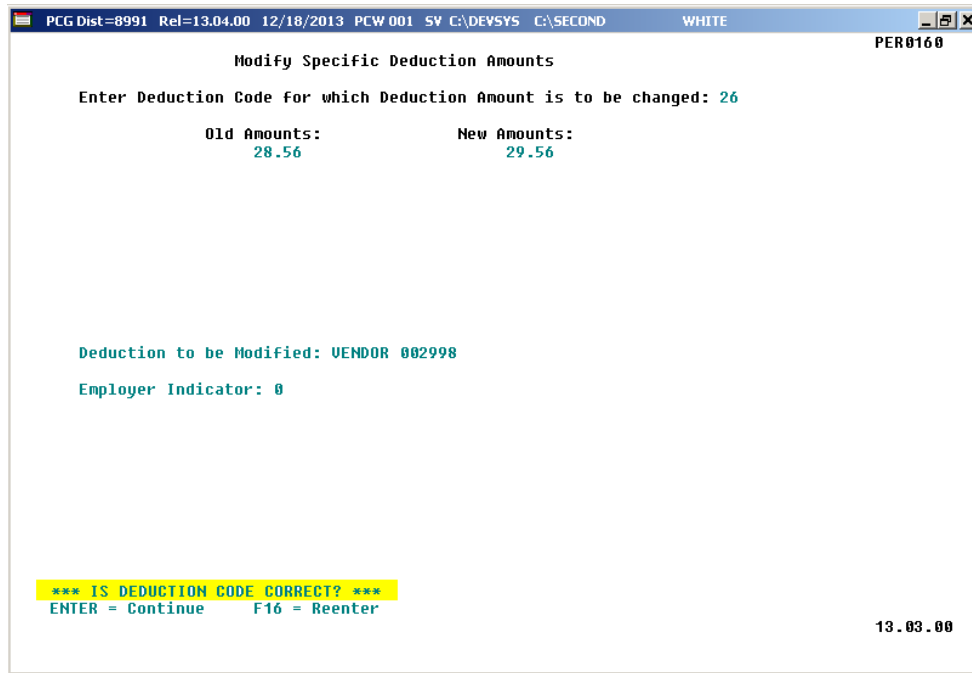 PCG Dist=8991 Rel=13.04.00 12/18/2013 PCW 001 SV C:\DEVSYS C:\SECOND WHITE
PER0160
Modify Specific Deduction Amounts
Enter Deduction Code for which Deduction Amount is to be changed: 26
Old Amounts: New Amounts:
28.56 29.56
Deduction to be Modified: VENDOR 002998
Employer Indicator: 0
*** IS DEDUCTION CODE CORRECT? ***
ENTER = Continue F16 = Reenter
13.03.00